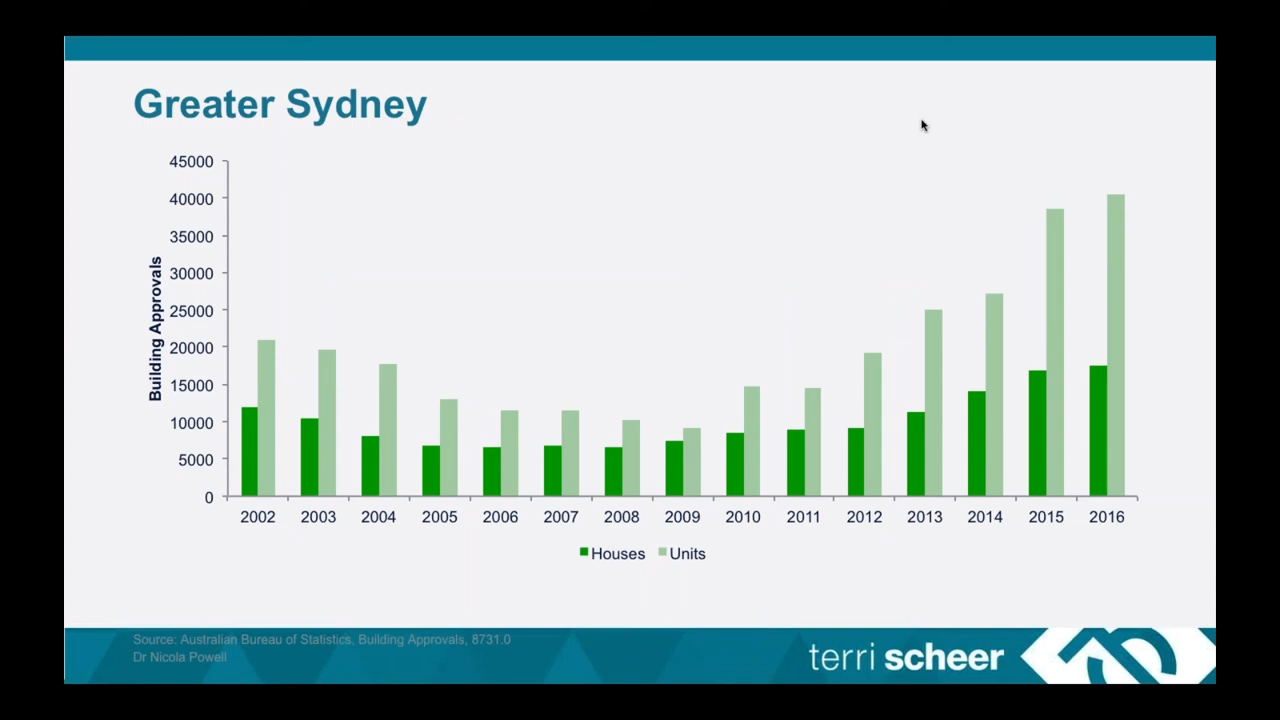 Greater Sydney
45000
40000
35000
30000
25000
20000
15000
10000
5000
0
Building Approvals
2002 2003 2004 2005 2006 2007 2008 2009 2010 2011 2012 2013 2014 2015 2016
Houses Units
Source: Australian Bureau of Statistics, Building Approvals, 8731.0
Dr Nicola Powell
terri scheer